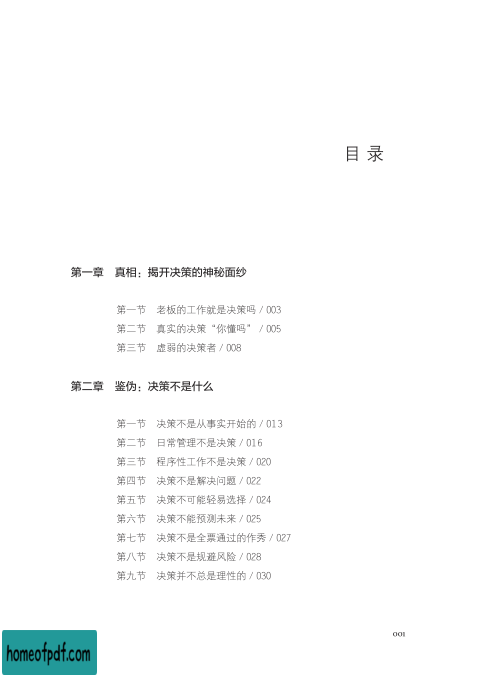 目 录
第一章 真相：揭开决策的神秘面纱
第一节 老板的工作就是决策吗 / 003
第二节 真实的决策“你懂吗” / 005
第三节 虚弱的决策者 / 008
第二章 鉴伪：决策不是什么
第一节 决策不是从事实开始的 / 013
第二节 日常管理不是决策 / 016
第三节 程序性工作不是决策 / 020
第四节 决策不是解决问题 / 022
第五节 决策不可能轻易选择 / 024
第六节 决策不能预测未来 / 025
第七节 决策不是全票通过的作秀 / 027
第八节 决策不是规避风险 / 028
第九节 决策并不总是理性的 / 030
001
homeofpdf.com